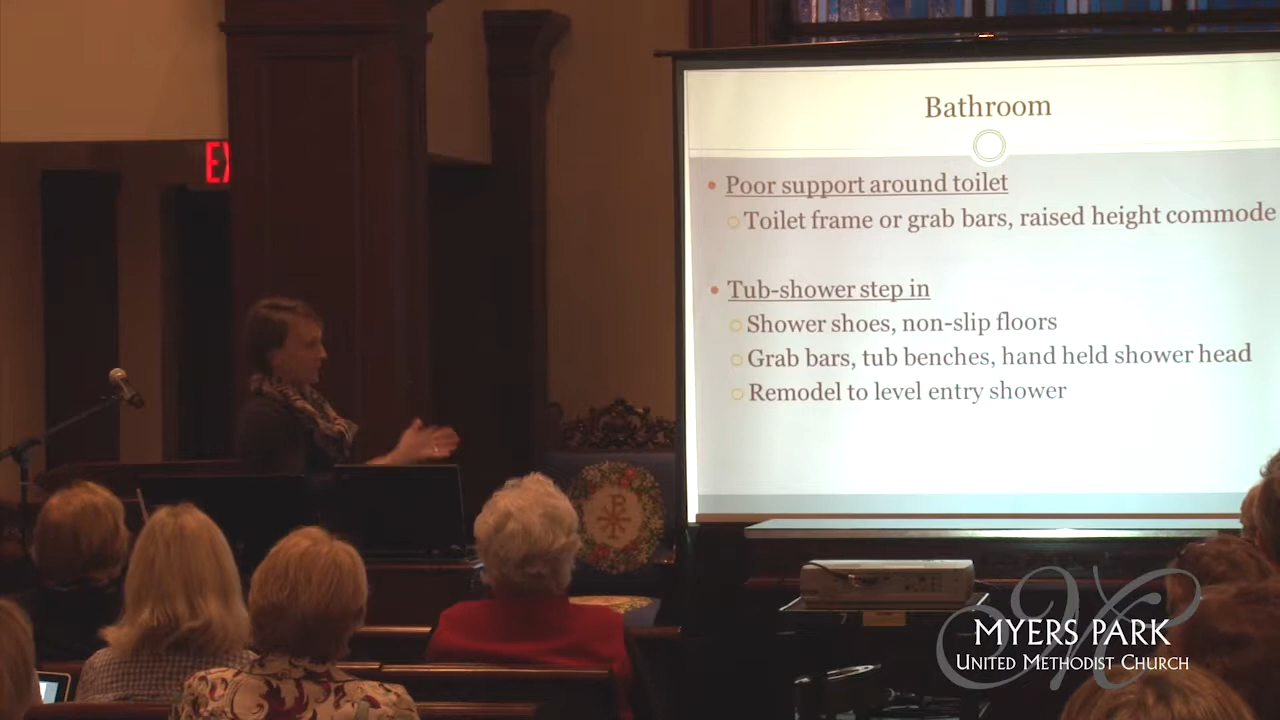 EX
Bathroom
Poor support around toilet
Toilet frame or grab bars, raised height commode
Tub-shower step in
Shower shoes, non-slip floors
Grab bars, tub benches, hand held shower head
Remodel to level entry shower
MYERS PARK
UNITED METHODIST CHURCH